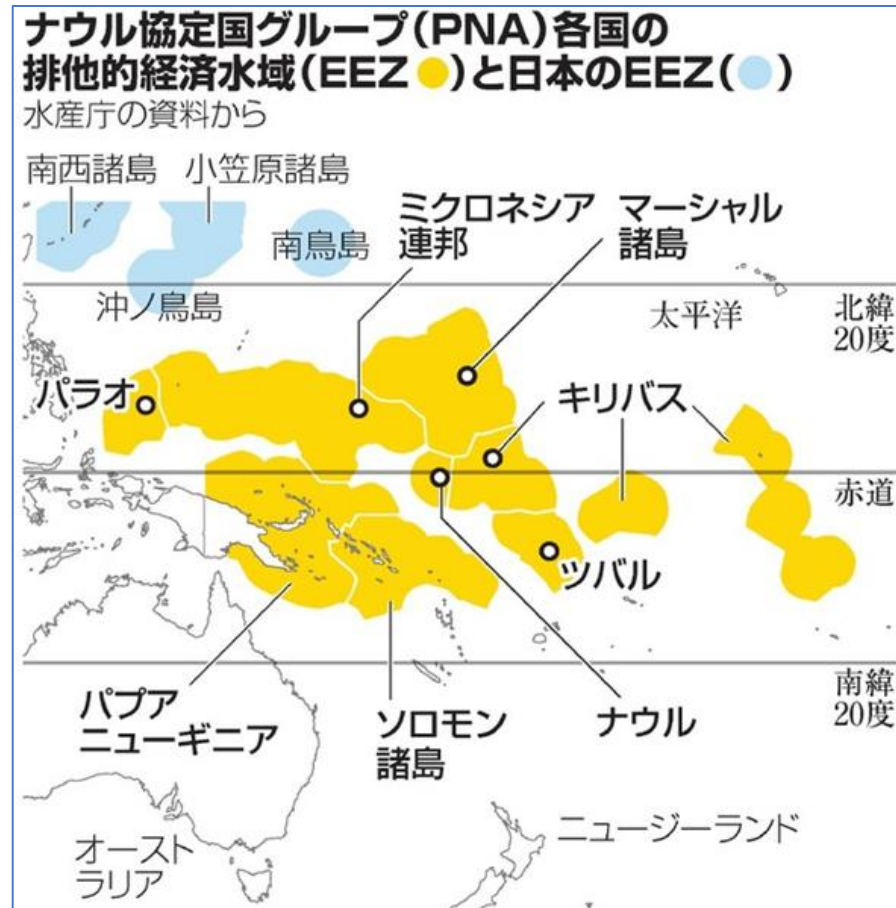 ナウル協定国グループ(PNA)各国の
排他的経済水域(EEZ●)と日本のEEZ(●)
水産庁の資料から
南西諸島
小笠原諸島
南鳥島
沖ノ鳥島
ミクロネシア
連邦
マーシャル
諸島
太平洋
北緯
20度
パラオ
キリバス
赤道
ツバル
パプア
ニューギニア
ソロモン
諸島
ナウル
南緯
20度
オースト
ラリア
ニュージーランド